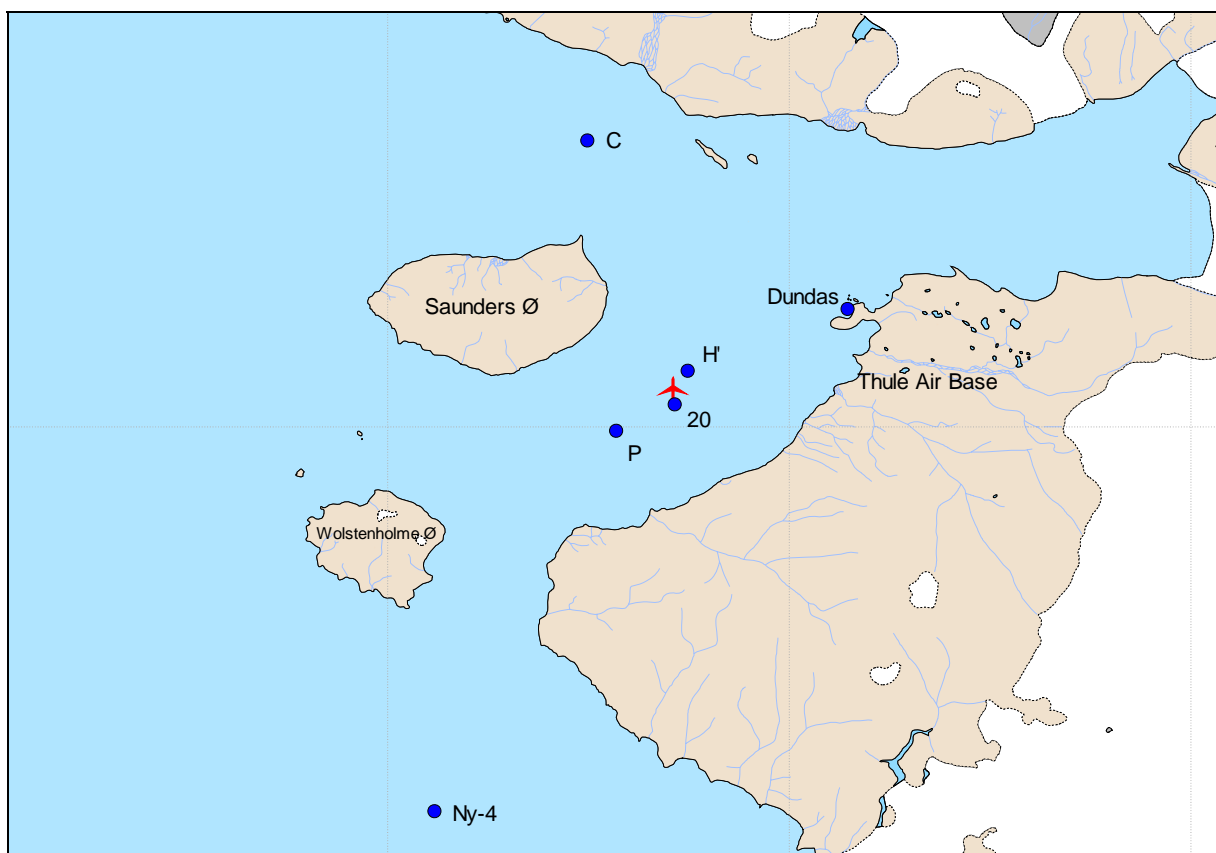 C
Dundas
Saunders Ø
H'
Thule Air Base
20
P
Wolstenholme Ø
Ny-4